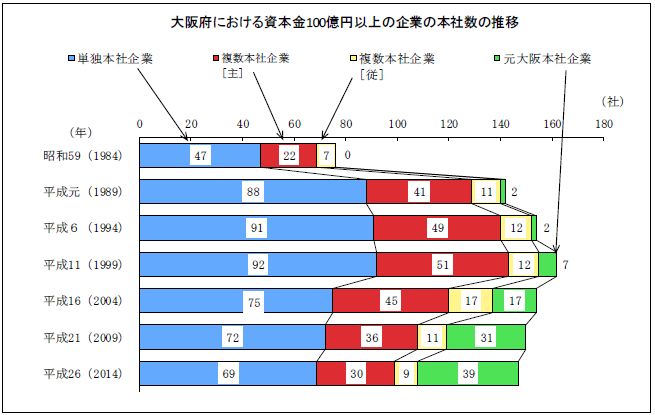 大阪府における資本金100億円以上の企業の本社数の推移
単独本社企業 複数本社企業［主］ 複数本社企業［従］ 元大阪本社企業
（社）
（年） 0 20 40 60 80 100 120 140 160 180
昭和59（1984） 47 22 7 0
平成元（1989） 88 41 11 2
平成６（1994） 91 49 12 2
平成11（1999） 92 51 12 7
平成16（2004） 75 45 17 17
平成21（2009） 72 36 11 31
平成26（2014） 69 30 9 39